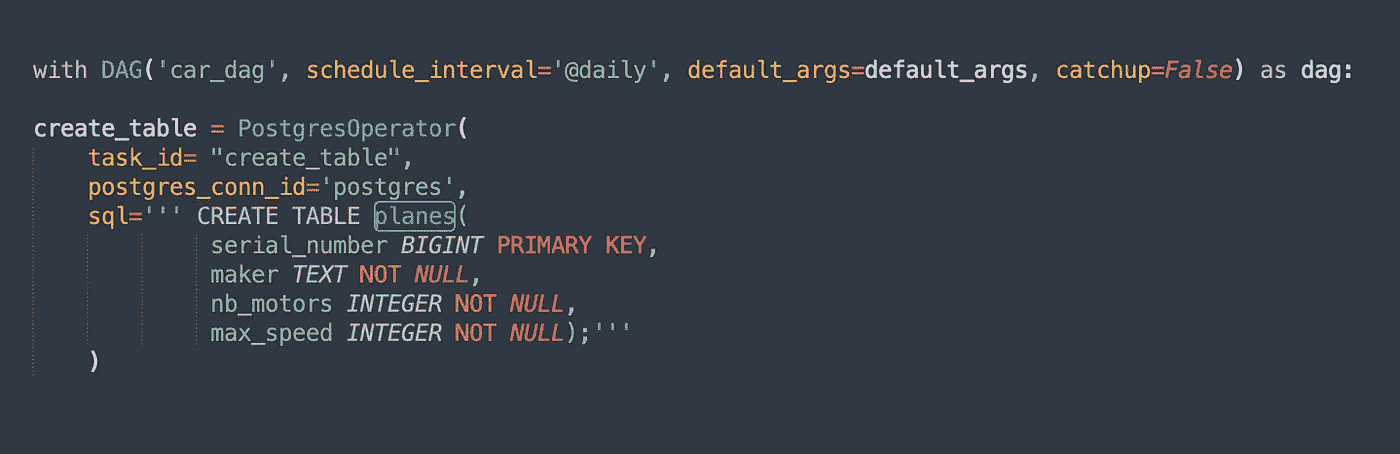 with DAG('car_dag', schedule_interval='@daily', default_args=default_args, catchup=False) as dag:
create_table = PostgresOperator(
task_id= "create_table",
postgres_conn_id='postgres',
sql=''' CREATE TABLE planes(
serial_number BIGINT PRIMARY KEY,
maker TEXT NOT NULL,
nb_motors INTEGER NOT NULL,
max_speed INTEGER NOT NULL);'''
)